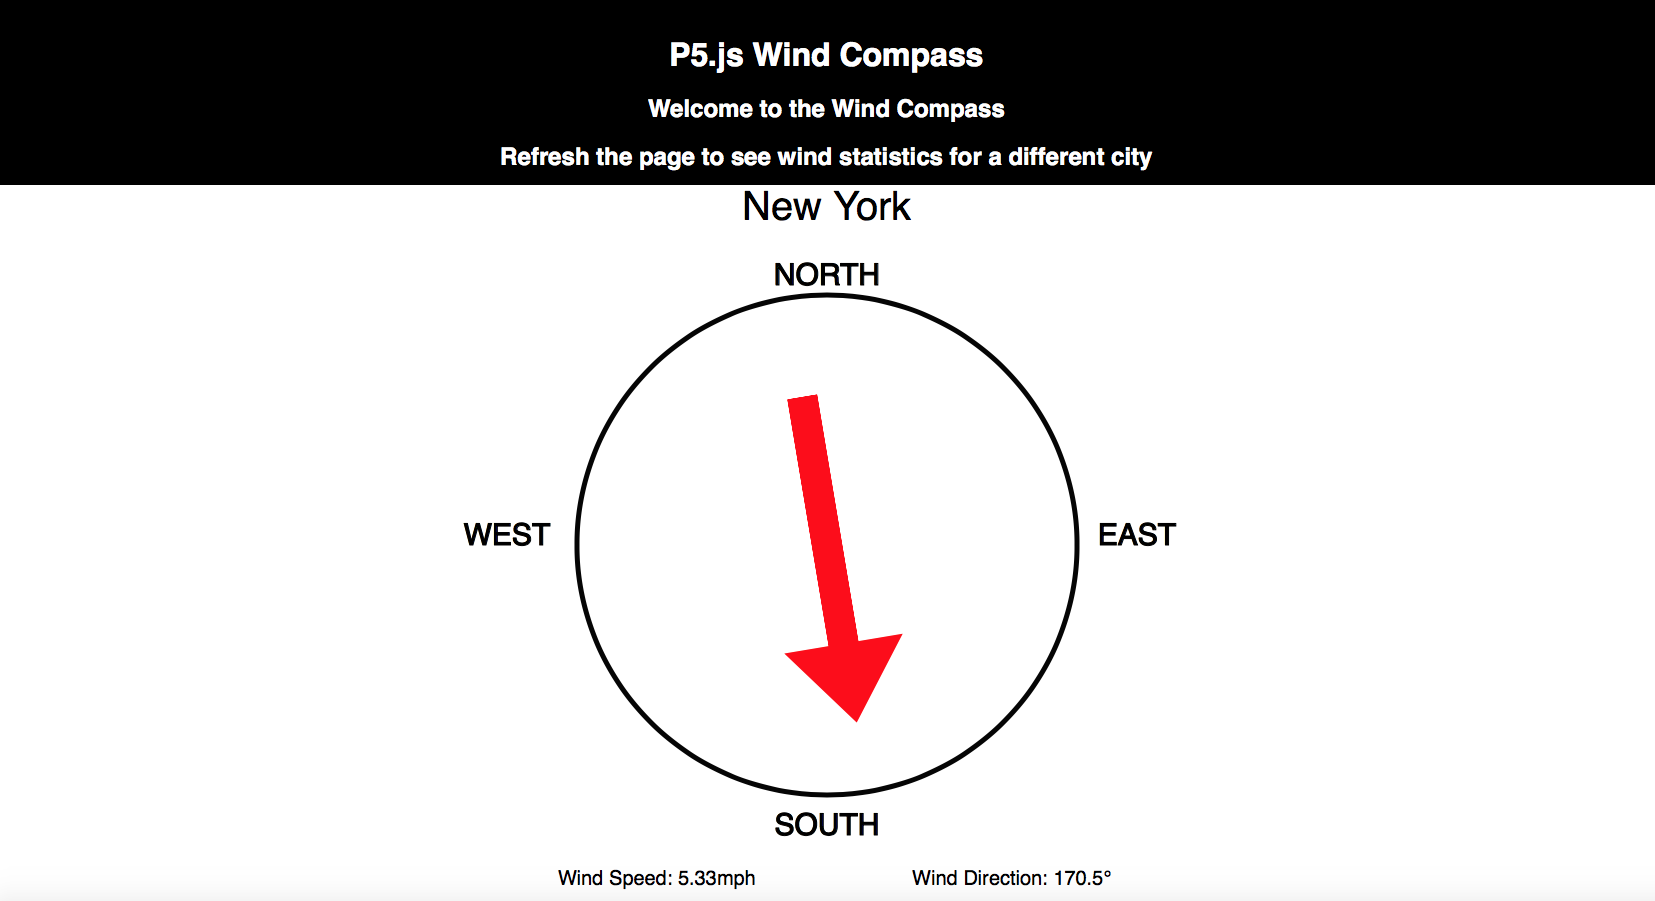 P5.js Wind Compass
Welcome to the Wind Compass
Refresh the page to see wind statistics for a different city
New York
NORTH
WEST
EAST
SOUTH
Wind Speed: 5.33mph
Wind Direction: 170.5°